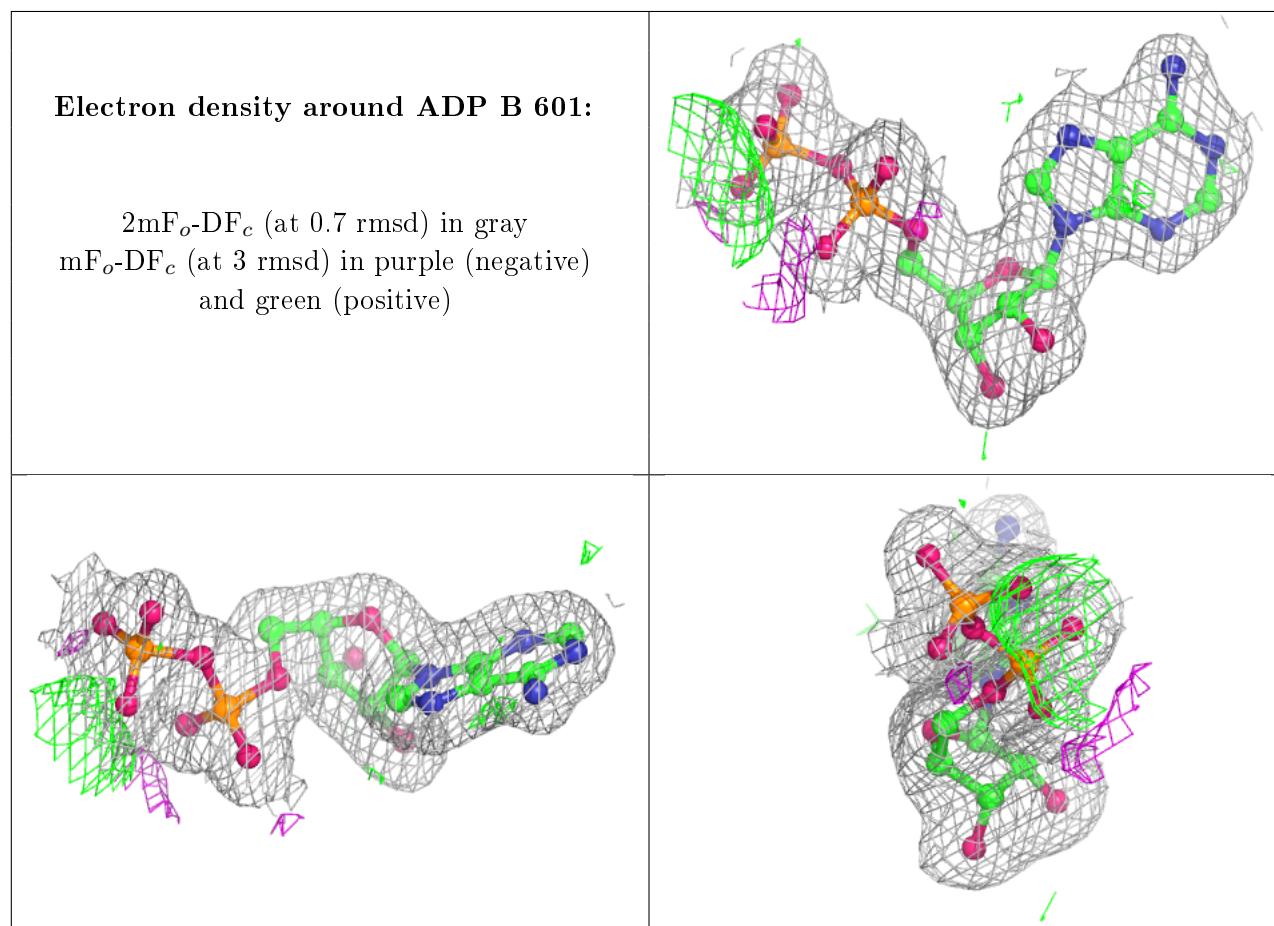 Electron density around ADP B 601:
2mFo-DFc (at 0.7 rmsd) in gray
mFo-DFc (at 3 rmsd) in purple (negative)
and green (positive)